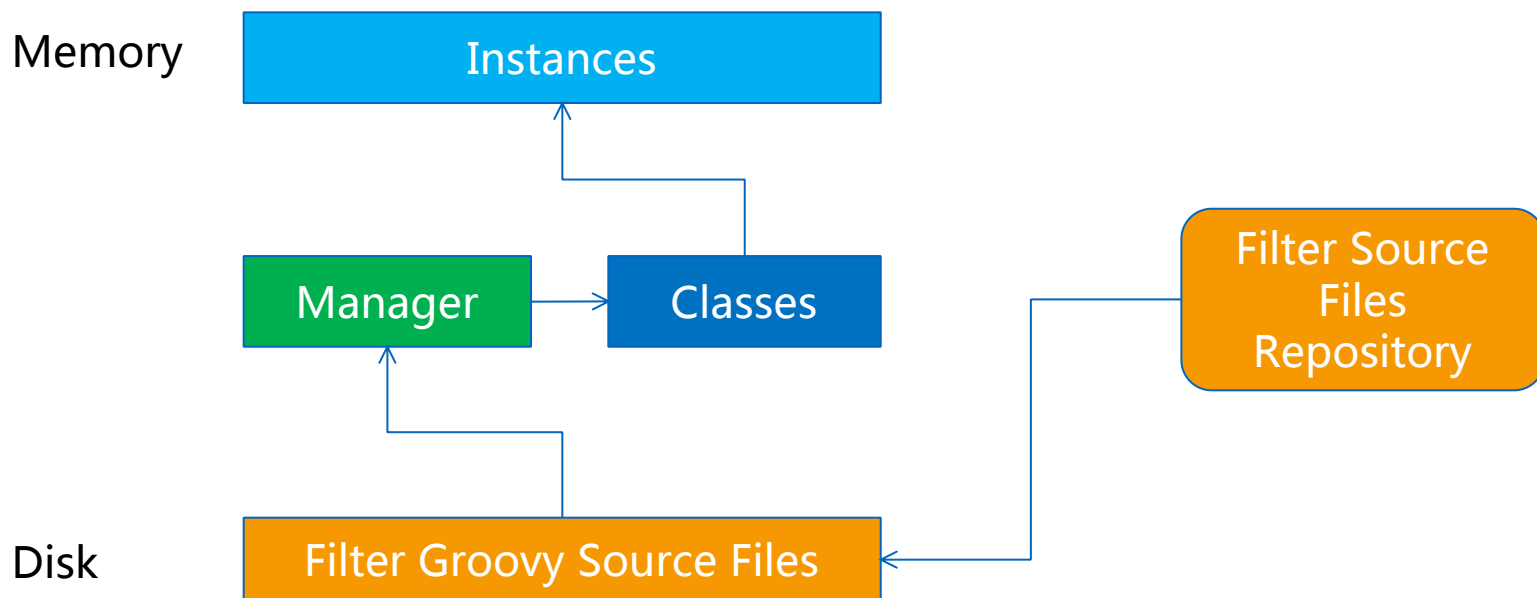 Memory
Instances
Manager
Classes
Filter Source
Files
Repository
Disk
Filter Groovy Source Files